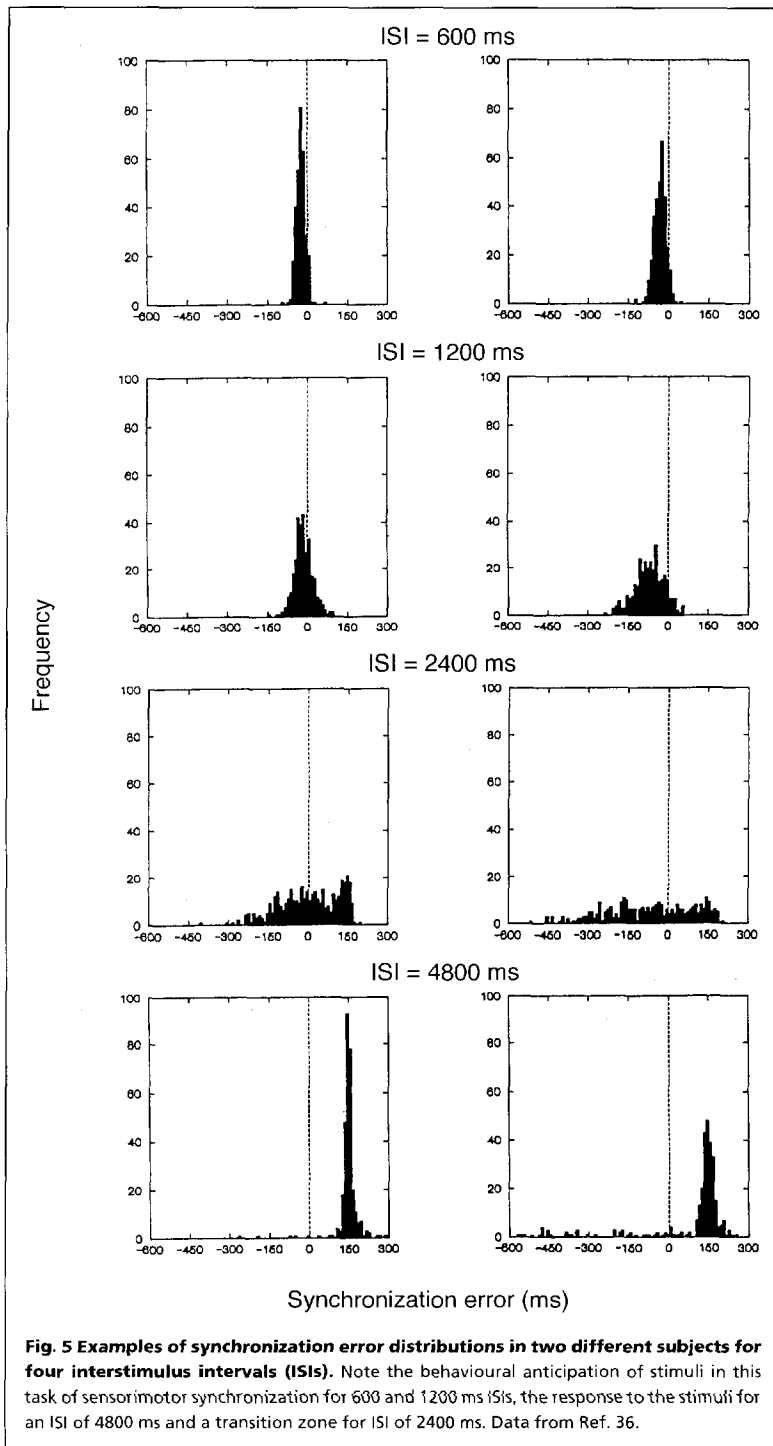 ISI = 600 ms
100
80
60
40
20
0
-600 -450 -300 -150 0 150 300
100
80
60
40
20
0
-600 -450 -300 -150 0 150 300
ISI = 1200 ms
100
80
60
40
20
0
-600 -450 -300 -150 0 150 300
100
80
60
40
20
0
-600 -450 -300 -150 0 150 300
Frequency
ISI = 2400 ms
100
80
60
40
20
0
-600 -450 -300 -150 0 150 300
100
80
60
40
20
0
-600 -450 -300 -150 0 150 300
ISI = 4800 ms
100
80
60
40
20
0
-600 -450 -300 -150 0 150 300
100
80
60
40
20
0
-600 -450 -300 -150 0 150 300
Synchronization error (ms)
Fig. 5 Examples of synchronization error distributions in two different subjects for
four interstimulus intervals (ISIs). Note the behavioural anticipation of stimuli in this
task of sensorimotor synchronization for 600 and 1200 ms ISIs, the response to the stimuli for
an ISI of 4800 ms and a transition zone for ISI of 2400 ms. Data from Ref. 36.